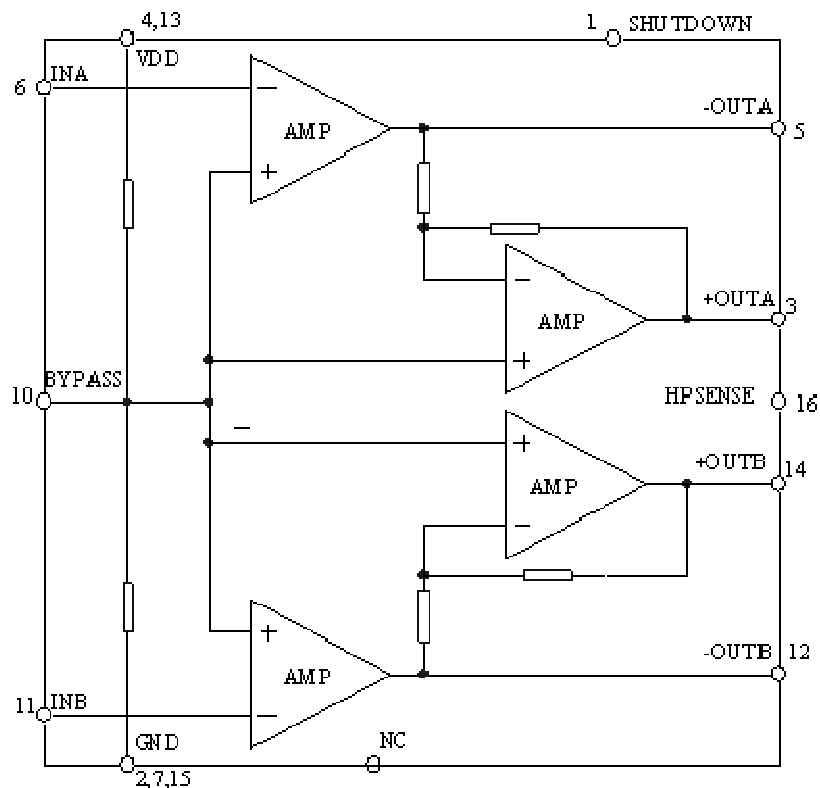 4,13
1
SHUTDOWN
VDD
6
INA
−
-OUTA
AMP
5
+
−
+OUTA
3
AMP
+
BYPASS
10
HPSENSE
16
−
+
+OUTB
14
AMP
−
+
-OUTB
12
AMP
11
INB
−
GND
NC
2,7,15